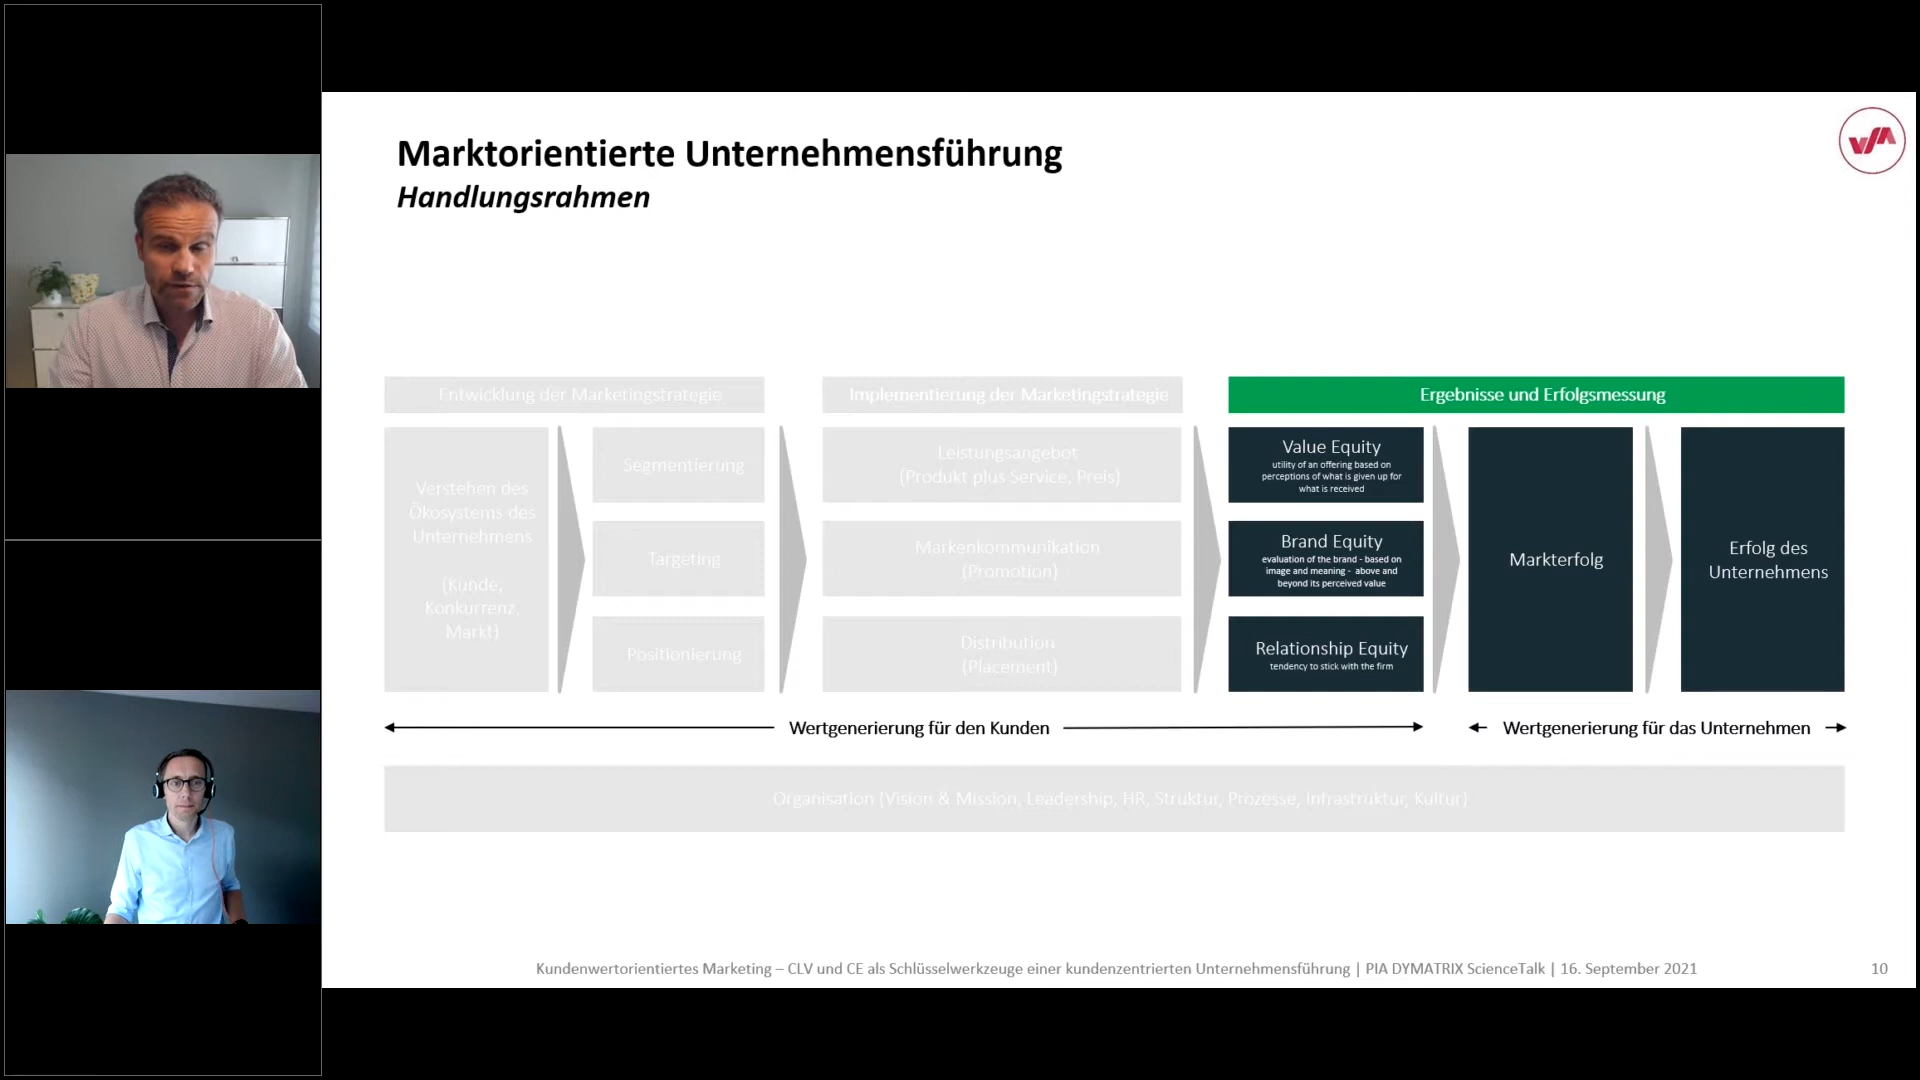 Marktorientierte Unternehmensführung
Handlungsrahmen
Entwicklung der Marketingstrategie
Implementierung der Marketingstrategie
Ergebnisse und Erfolgsmessung
Verstehen des
Ökosystems des
Unternehmens
(Kunde,
Konkurrenz,
Markt)
Segmentierung
Targeting
Positionierung
Leistungsangebot
(Produkt plus Service, Preis)
Markenkommunikation
(Promotion)
Distribution
(Placement)
Value Equity
utility of an offering based on
perceptions of what is given up for
what is received
Brand Equity
evaluation of the brand - based on
image and meaning - above and
beyond its perceived value
Relationship Equity
tendency to stick with the firm
Markterfolg
Erfolg des
Unternehmens
Wertgenerierung für den Kunden
Wertgenerierung für das Unternehmen
Organisation (Vision & Mission, Leadership, HR, Struktur, Prozesse, Infrastruktur, Kultur)
Kundenwertorientiertes Marketing – CLV und CE als Schlüsselwerkzeuge einer kundenzentrierten Unternehmensführung | PIA DYMATRIX ScienceTalk | 16. September 2021
10